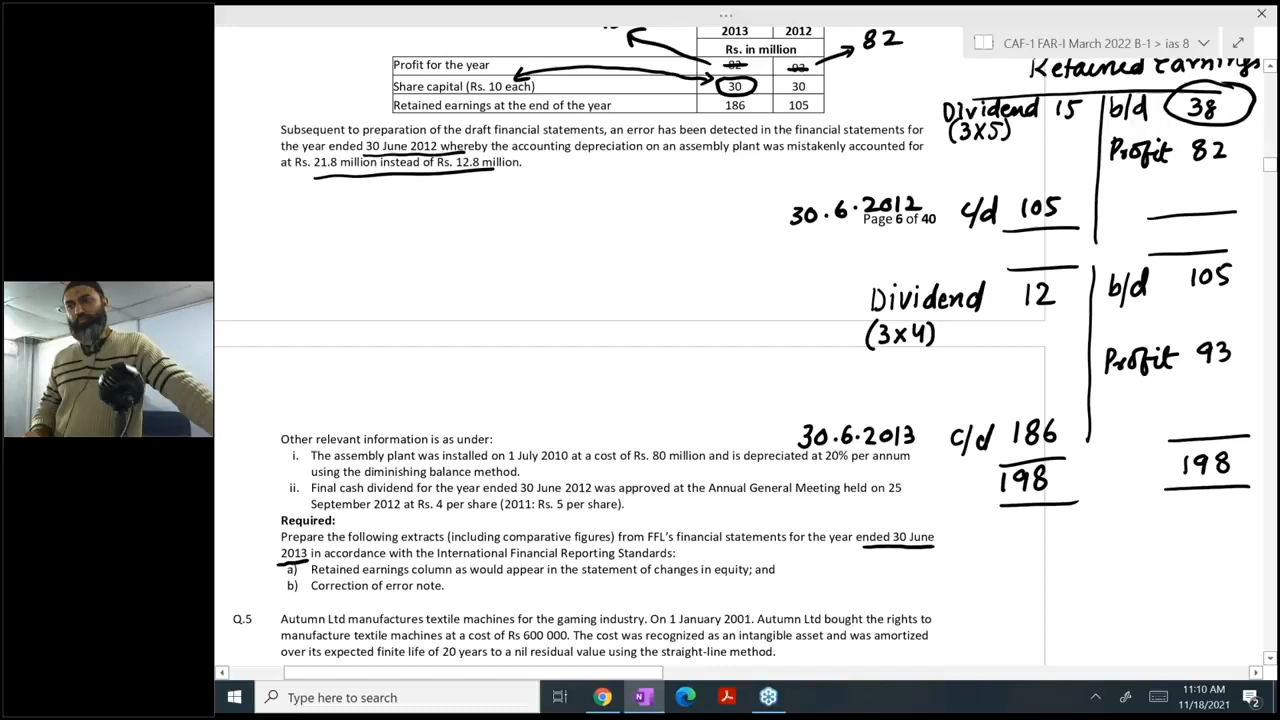 CAF-1 FAR-I March 2022 B-1 > ias 8
2013 2012
Rs. in million
82
Profit for the year 82 93
Share capital (Rs. 10 each) 30 30
Retained earnings at the end of the year 186 105
Subsequent to preparation of the draft financial statements, an error has been detected in the financial statements for
the year ended 30 June 2012 whereby the accounting depreciation on an assembly plant was mistakenly accounted for
at Rs. 21.8 million instead of Rs. 12.8 million.
Page 6 of 40
Retained earnings
Dividend 15 b/d 38
(3x5)
Profit 82
30.6.2012 c/d 105
Dividend 12 b/d 105
(3x4)
Profit 93
30.6.2013 c/d 186
198 198
Other relevant information is as under:
i. The assembly plant was installed on 1 July 2010 at a cost of Rs. 80 million and is depreciated at 20% per annum
using the diminishing balance method.
ii. Final cash dividend for the year ended 30 June 2012 was approved at the Annual General Meeting held on 25
September 2012 at Rs. 4 per share (2011: Rs. 5 per share).
Required:
Prepare the following extracts (including comparative figures) from FFL's financial statements for the year ended 30 June
2013 in accordance with the International Financial Reporting Standards:
a) Retained earnings column as would appear in the statement of changes in equity; and
b) Correction of error note.
Q.5 Autumn Ltd manufactures textile machines for the gaming industry. On 1 January 2001. Autumn Ltd bought the rights to
manufacture textile machines at a cost of Rs 600 000. The cost was recognized as an intangible asset and was amortized
over its expected finite life of 20 years to a nil residual value using the straight-line method.
Type here to search
11:10 AM
11/18/2021
2